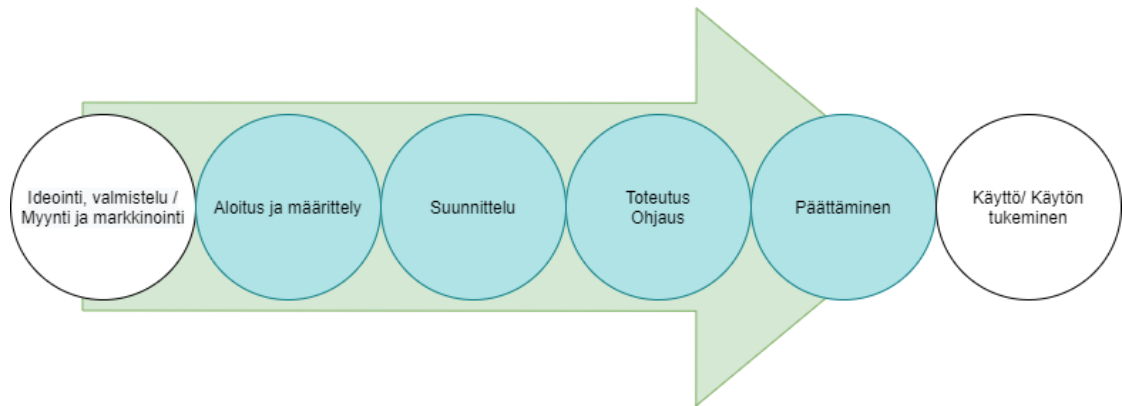 Ideointi, valmistelu /
Myynti ja markkinointi
Aloitus ja määrittely
Suunnittelu
Toteutus
Ohjaus
Päättäminen
Käyttö/ Käytön
tukeminen